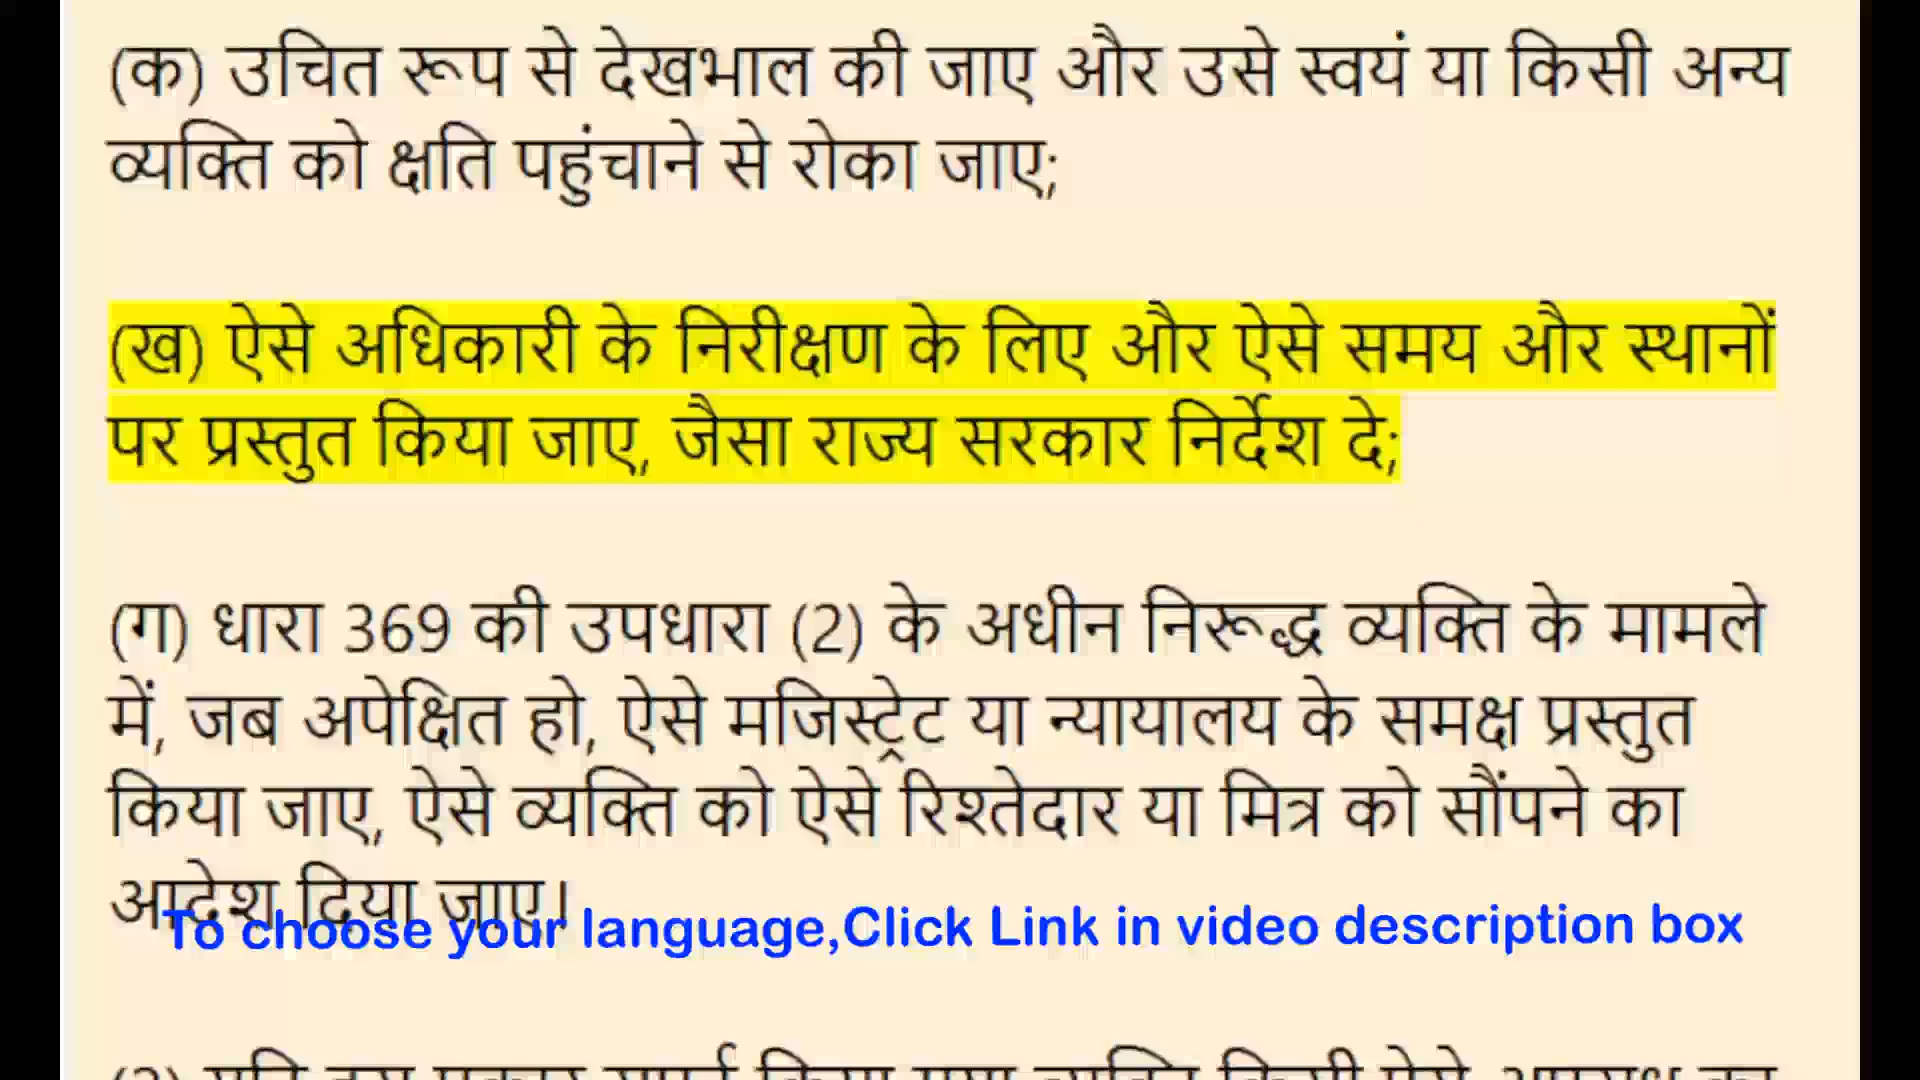 (क) उचित रूप से देखभाल की जाए और उसे स्वयं या किसी अन्य
व्यक्ति को क्षति पहुंचाने से रोका जाए;
(ख) ऐसे अधिकारी के निरीक्षण के लिए और ऐसे समय और स्थानों
पर प्रस्तुत किया जाए, जैसा राज्य सरकार निर्देश दे;
(ग) धारा 369 की उपधारा (2) के अधीन निरूद्ध व्यक्ति के मामले
में, जब अपेक्षित हो, ऐसे मजिस्ट्रेट या न्यायालय के समक्ष प्रस्तुत
किया जाए, ऐसे व्यक्ति को ऐसे रिश्तेदार या मित्र को सौंपने का
आदेश दिया जाए।
To choose your language,Click Link in video description box